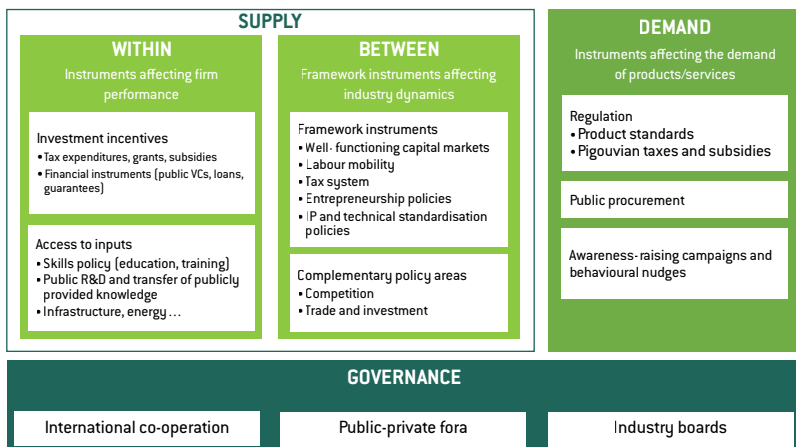 SUPPLY
WITHIN
Instruments affecting firm
performance
Investment incentives
• Tax expenditures, grants, subsidies
• Financial instruments (public VCs, loans,
guarantees)
Access to inputs
• Skills policy (education, training)
• Public R&D and transfer of publicly
provided knowledge
• Infrastructure, energy...
BETWEEN
Framework instruments affecting
industry dynamics
Framework instruments
• Well- functioning capital markets
• Labour mobility
• Tax system
• Entrepreneurship policies
• IP and technical standardisation
policies
Complementary policy areas
• Competition
• Trade and investment
DEMAND
Instruments affecting the demand
of products/services
Regulation
• Product standards
• Pigouvian taxes and subsidies
Public procurement
Awareness- raising campaigns and
behavioural nudges
GOVERNANCE
International co-operation
Public-private fora
Industry boards